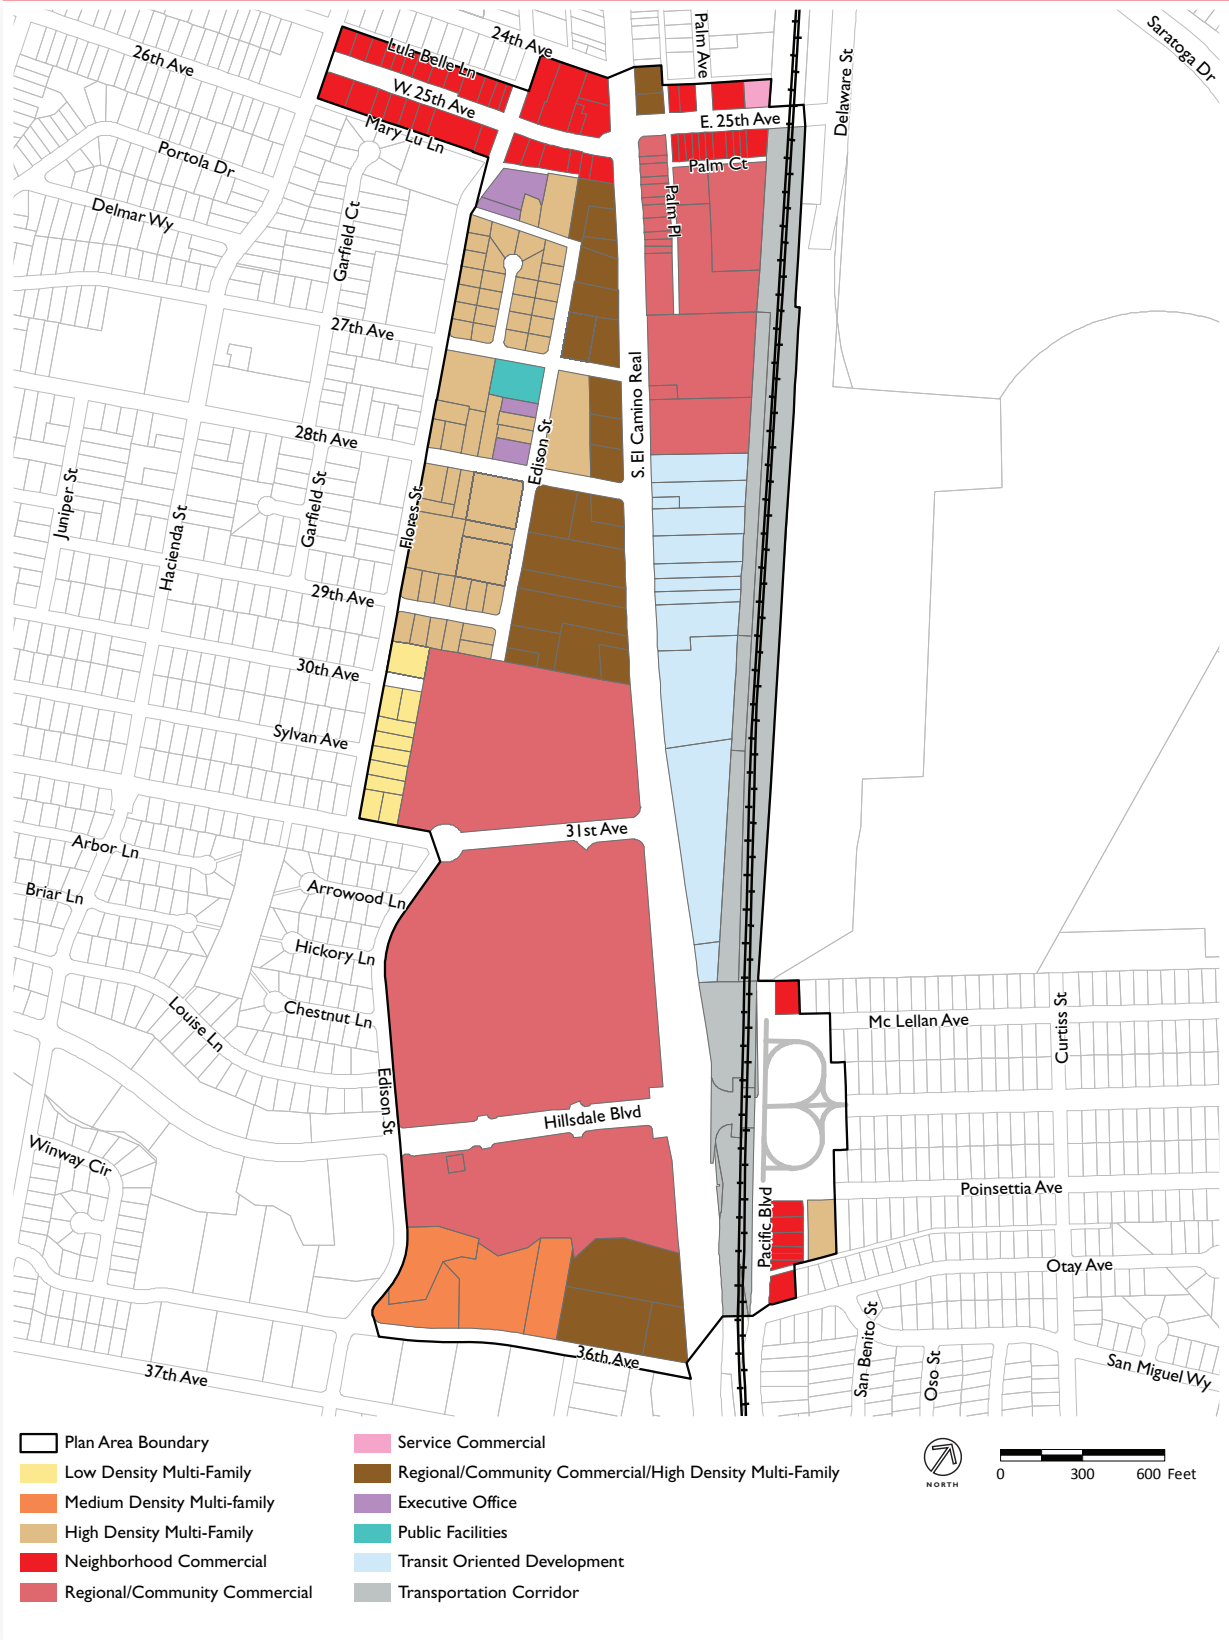 24th Ave
Palm Ave
Saratoga Dr
26th Ave
Lula Belle Ln
W. 25th Ave
Delaware St
E. 25th Ave
Mary Lu Ln
Portola Dr
Palm Ct
Palm Pl
Delmar Wy
Garfield Ct
27th Ave
S. El Camino Real
28th Ave
Edison St
Juniper St
Hacienda St
Garfield St
Flores St
29th Ave
30th Ave
Sylvan Ave
31st Ave
Arbor Ln
Briar Ln
Arrowood Ln
Hickory Ln
Louise Ln
Chestnut Ln
Mc Lellan Ave
Curtiss St
Edison St
Hillsdale Blvd
Winway Cir
Pacific Blvd
Poinsettia Ave
Otay Ave
San Benito St
Oso St
San Miguel Wy
36th Ave
37th Ave
Plan Area Boundary
Low Density Multi-Family
Medium Density Multi-family
High Density Multi-Family
Neighborhood Commercial
Regional/Community Commercial
Service Commercial
Regional/Community Commercial/High Density Multi-Family
Executive Office
Public Facilities
Transit Oriented Development
Transportation Corridor
NORTH
0 300 600 Feet